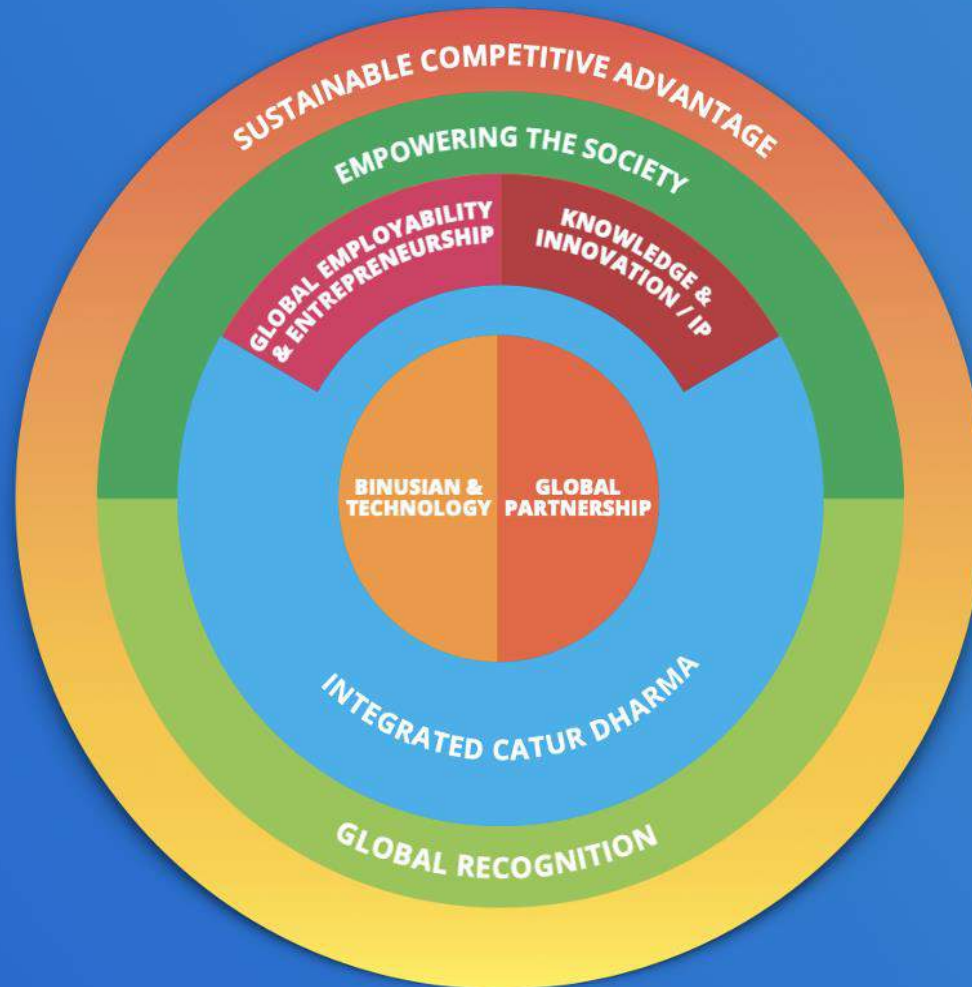 SUSTAINABLE COMPETITIVE ADVANTAGE
EMPOWERING THE SOCIETY
GLOBAL EMPLOYABILITY
& ENTREPRENEURSHIP
KNOWLEDGE &
INNOVATION / IP
BINUSIAN &
TECHNOLOGY
GLOBAL
PARTNERSHIP
INTEGRATED CATUR DHARMA
GLOBAL RECOGNITION